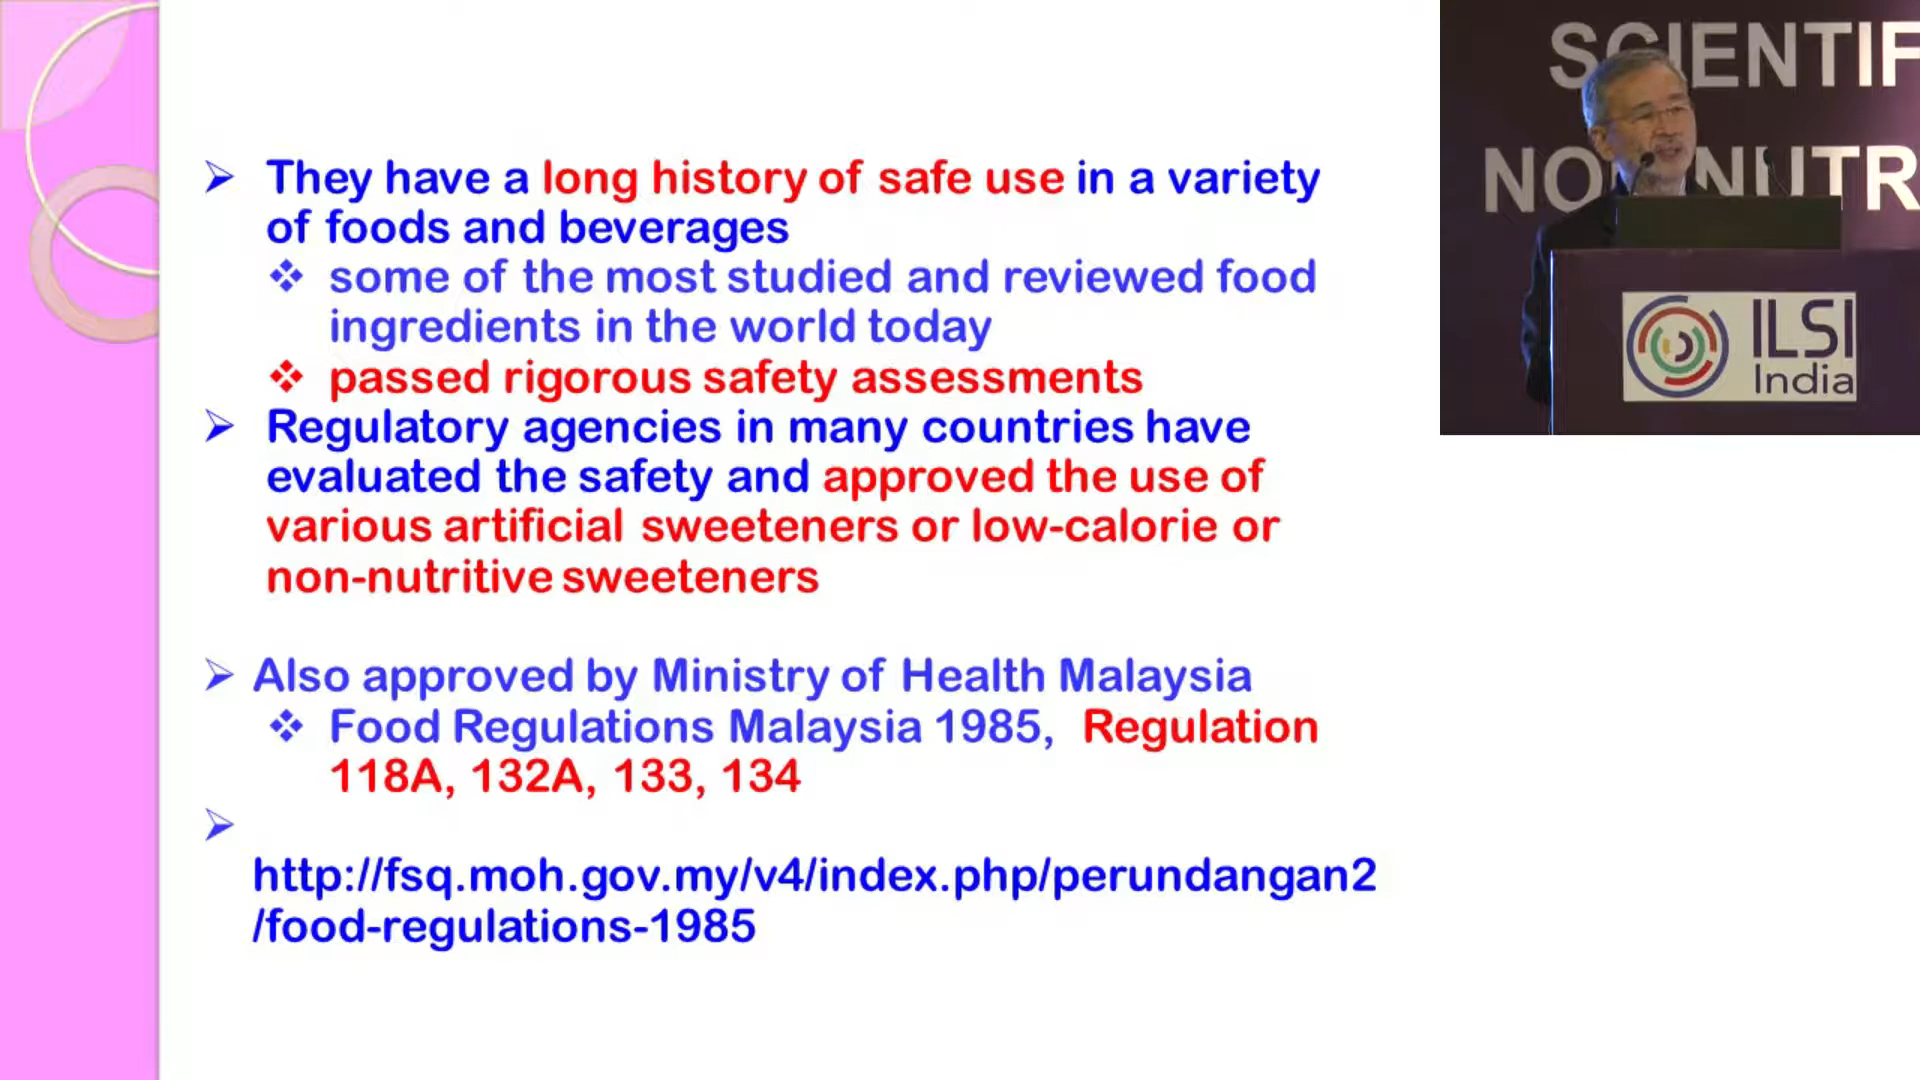 They have a long history of safe use in a variety
of foods and beverages
some of the most studied and reviewed food
ingredients in the world today
passed rigorous safety assessments
Regulatory agencies in many countries have
evaluated the safety and approved the use of
various artificial sweeteners or low-calorie or
non-nutritive sweeteners
Also approved by Ministry of Health Malaysia
Food Regulations Malaysia 1985, Regulation
118A, 132A, 133, 134
http://fsq.moh.gov.my/v4/index.php/perundangan2
/food-regulations-1985
SCIENTIF
NON-NUTR
ILSI
India